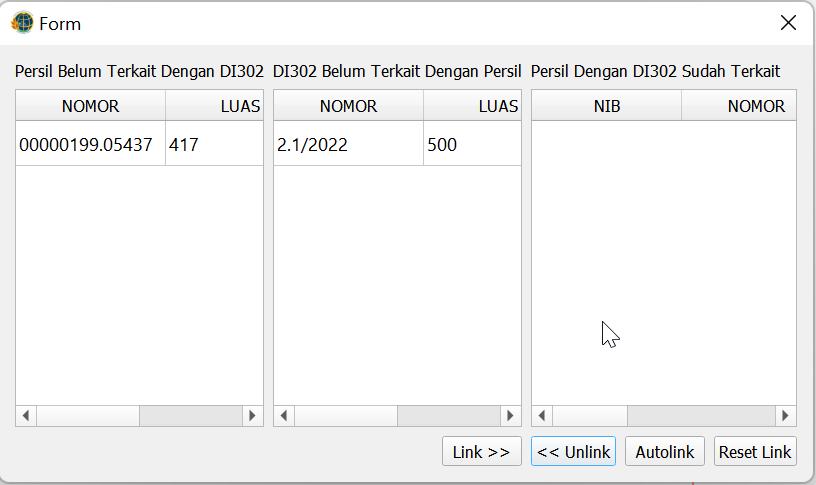 Form
Persil Belum Terkait Dengan DI302 DI302 Belum Terkait Dengan Persil Persil Dengan DI302 Sudah Terkait
NOMOR LUAS NOMOR LUAS NIB NOMOR
00000199.05437 417 2.1/2022 500
Link >> << Unlink Autolink Reset Link